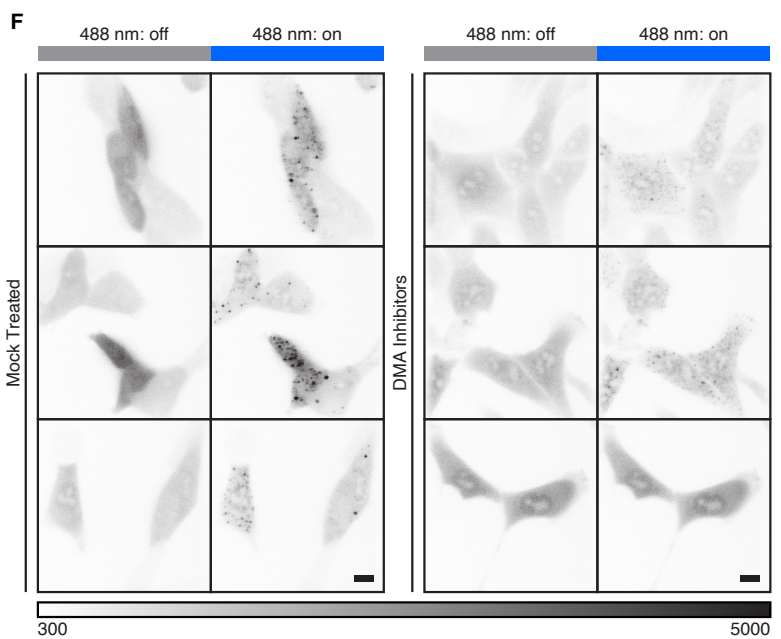 F
488 nm: off
488 nm: on
488 nm: off
488 nm: on
Mock Treated
DMA Inhibitors
300
5000